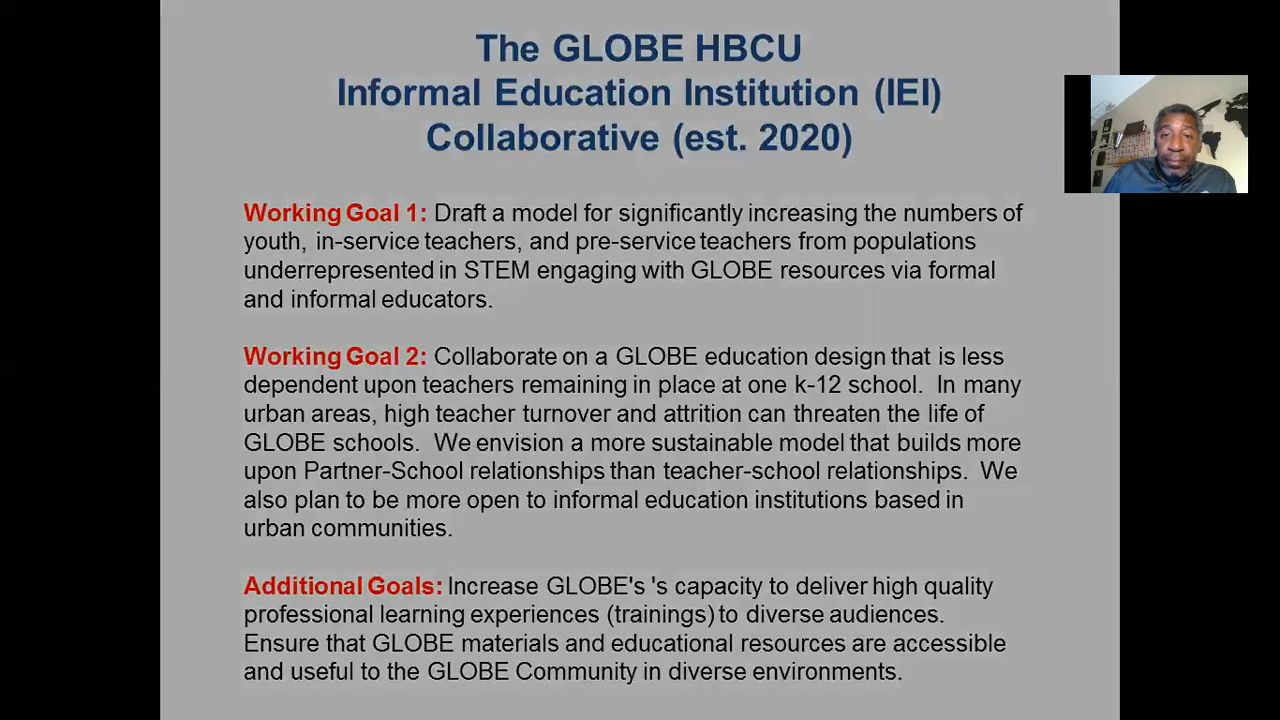 The GLOBE HBCU
Informal Education Institution (IEI)
Collaborative (est. 2020)
Working Goal 1: Draft a model for significantly increasing the numbers of
youth, in-service teachers, and pre-service teachers from populations
underrepresented in STEM engaging with GLOBE resources via formal
and informal educators.
Working Goal 2: Collaborate on a GLOBE education design that is less
dependent upon teachers remaining in place at one k-12 school. In many
urban areas, high teacher turnover and attrition can threaten the life of
GLOBE schools. We envision a more sustainable model that builds more
upon Partner-School relationships than teacher-school relationships. We
also plan to be more open to informal education institutions based in
urban communities.
Additional Goals: Increase GLOBE's 's capacity to deliver high quality
professional learning experiences (trainings) to diverse audiences.
Ensure that GLOBE materials and educational resources are accessible
and useful to the GLOBE Community in diverse environments.